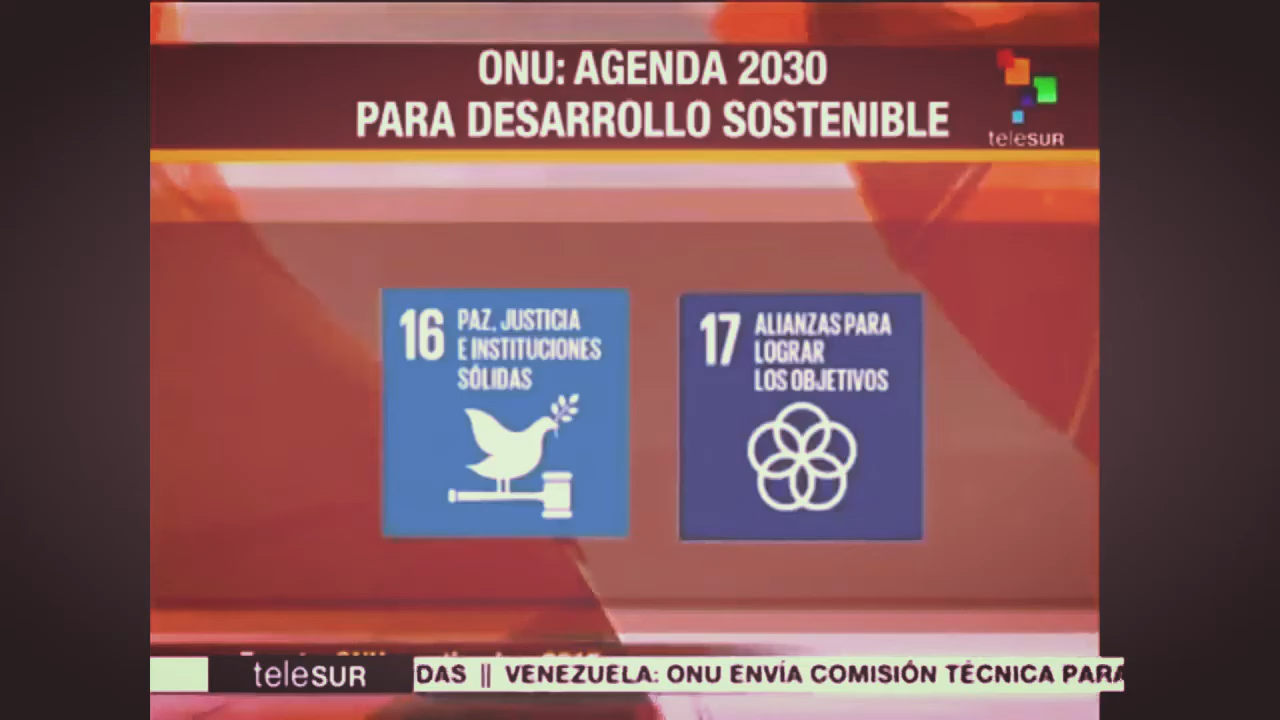 ONU: AGENDA 2030
PARA DESARROLLO SOSTENIBLE
teleSUR
16 PAZ, JUSTICIA
E INSTITUCIONES
SÓLIDAS
17 ALIANZAS PARA
LOGRAR
LOS OBJETIVOS
teleSUR
DAS || VENEZUELA: ONU ENVÍA COMISIÓN TÉCNICA PARA